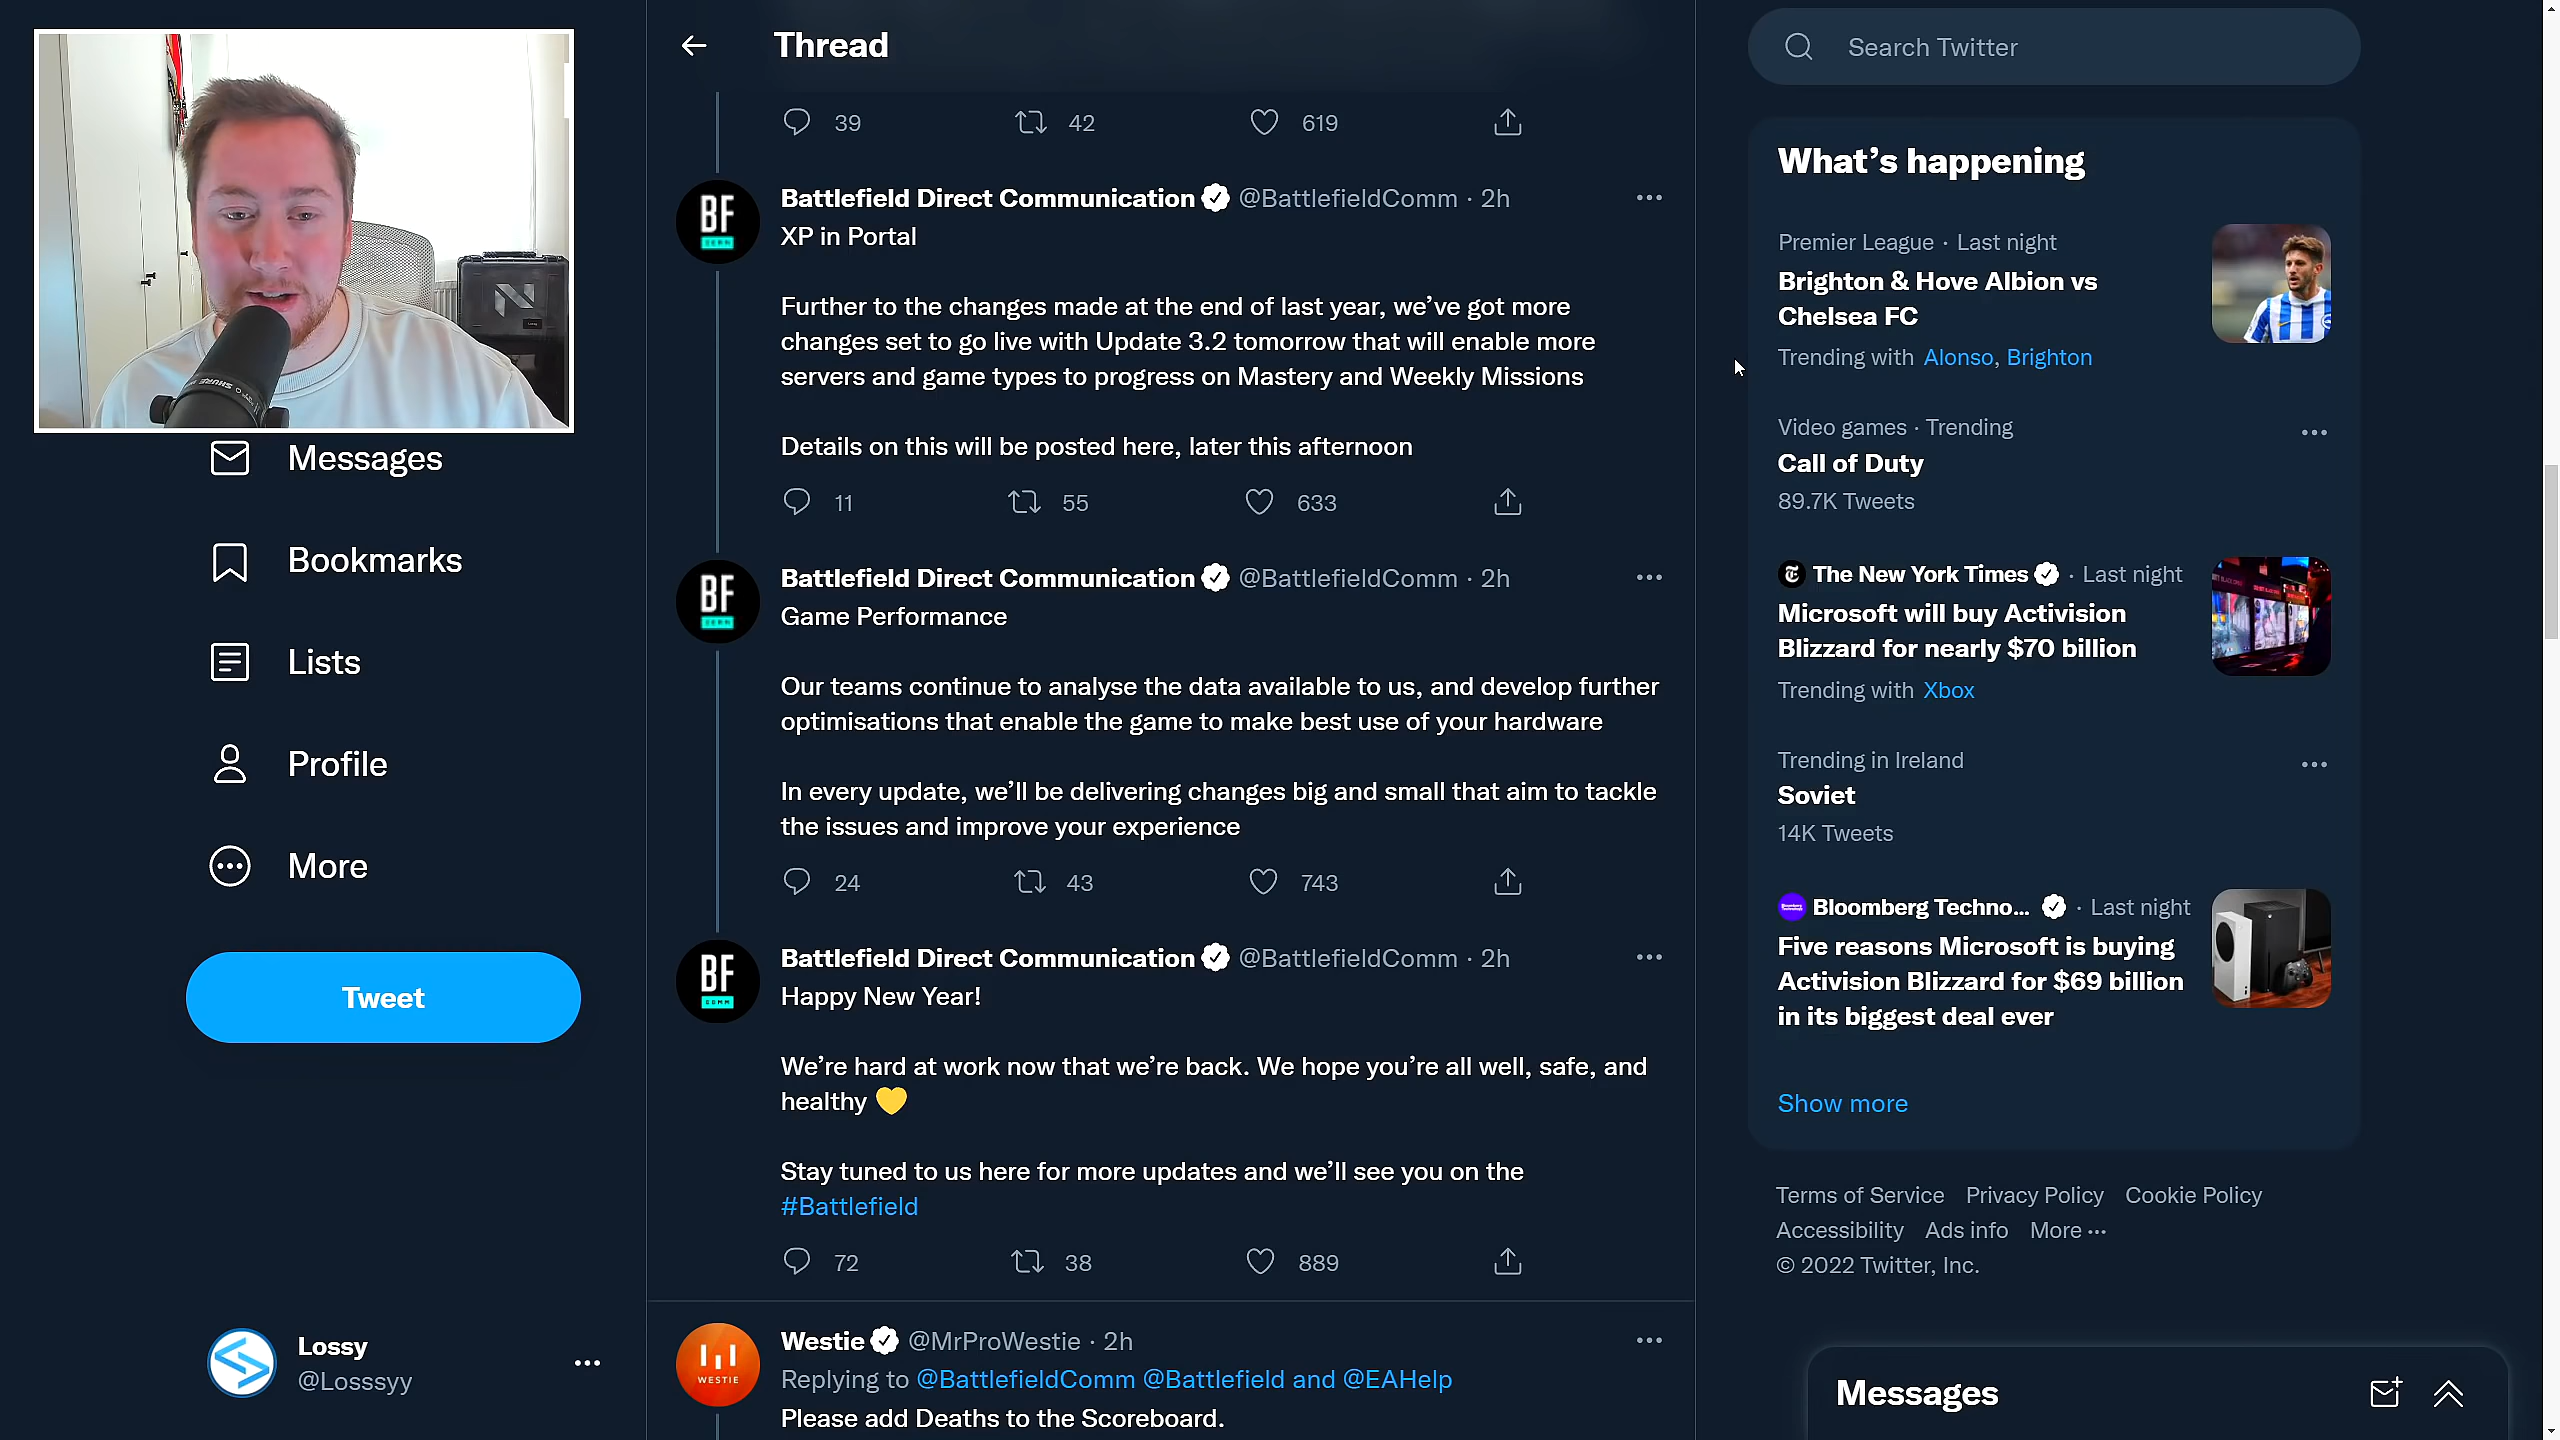 Thread
Search Twitter
39 42 619
Battlefield Direct Communication @BattlefieldComm · 2h
XP in Portal
Further to the changes made at the end of last year, we've got more
changes set to go live with Update 3.2 tomorrow that will enable more
servers and game types to progress on Mastery and Weekly Missions
Details on this will be posted here, later this afternoon
11 55 633
Battlefield Direct Communication @BattlefieldComm · 2h
Game Performance
Our teams continue to analyse the data available to us, and develop further
optimisations that enable the game to make best use of your hardware
In every update, we'll be delivering changes big and small that aim to tackle
the issues and improve your experience
24 43 743
Battlefield Direct Communication @BattlefieldComm · 2h
Happy New Year!
We're hard at work now that we're back. We hope you're all well, safe, and
healthy 💛
Stay tuned to us here for more updates and we'll see you on the
#Battlefield
72 38 889
Westie @MrProWestie · 2h
Replying to @BattlefieldComm @Battlefield and @EAHelp
Please add Deaths to the Scoreboard.
BF
COMM
BF
COMM
BF
COMM
WESTIE
SHURE
Messages
Bookmarks
Lists
Profile
More
Tweet
Lossy
@Losssyy
What's happening
Premier League · Last night
Brighton & Hove Albion vs
Chelsea FC
Trending with Alonso, Brighton
Video games · Trending
Call of Duty
89.7K Tweets
The New York Times · Last night
Microsoft will buy Activision
Blizzard for nearly $70 billion
Trending with Xbox
Trending in Ireland
Soviet
14K Tweets
Bloomberg Techno... · Last night
Five reasons Microsoft is buying
Activision Blizzard for $69 billion
in its biggest deal ever
Show more
Terms of Service Privacy Policy Cookie Policy
Accessibility Ads info More ···
© 2022 Twitter, Inc.
Messages